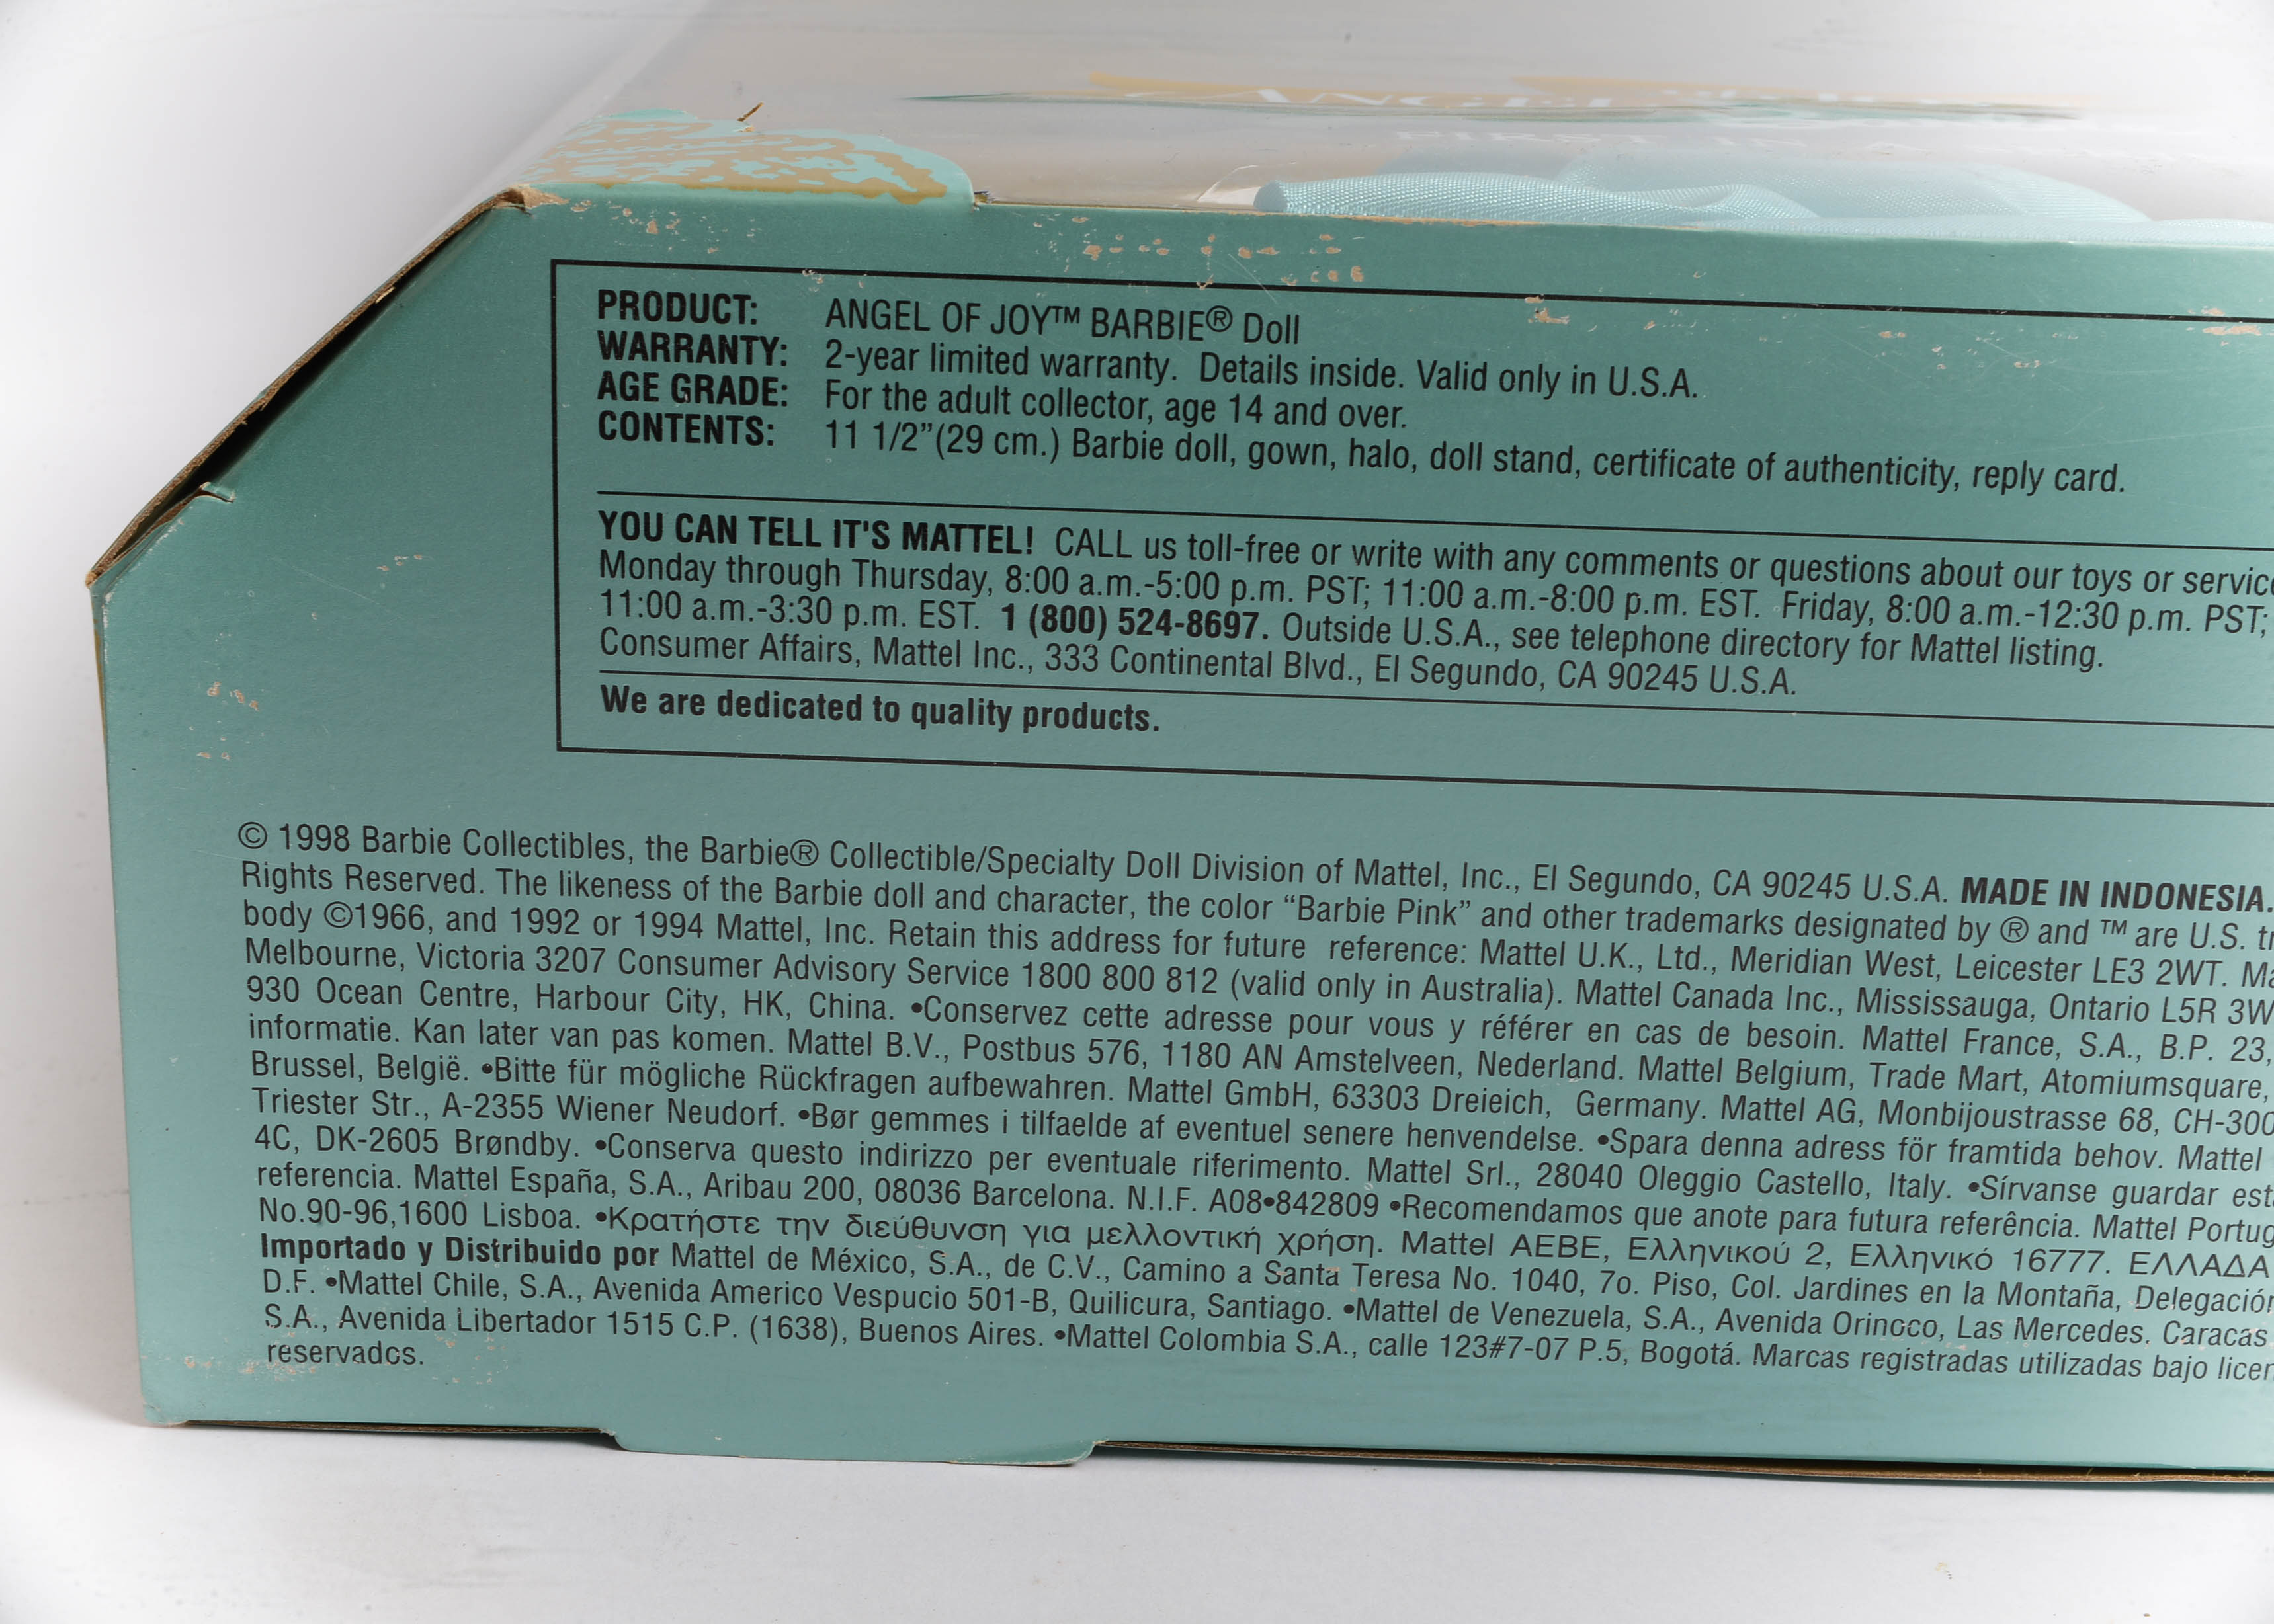 ANGEL
FIRST IN A
PRODUCT: ANGEL OF JOY™ BARBIE® Doll
WARRANTY: 2-year limited warranty. Details inside. Valid only in U.S.A.
AGE GRADE: For the adult collector, age 14 and over.
CONTENTS: 11 1/2”(29 cm.) Barbie doll, gown, halo, doll stand, certificate of authenticity, reply card.
YOU CAN TELL IT'S MATTEL! CALL us toll-free or write with any comments or questions about our toys or service
Monday through Thursday, 8:00 a.m.-5:00 p.m. PST; 11:00 a.m.-8:00 p.m. EST. Friday, 8:00 a.m.-12:30 p.m. PST;
11:00 a.m.-3:30 p.m. EST. 1 (800) 524-8697. Outside U.S.A., see telephone directory for Mattel listing.
Consumer Affairs, Mattel Inc., 333 Continental Blvd., El Segundo, CA 90245 U.S.A.
We are dedicated to quality products.
© 1998 Barbie Collectibles, the Barbie® Collectible/Specialty Doll Division of Mattel, Inc., El Segundo, CA 90245 U.S.A. MADE IN INDONESIA.
Rights Reserved. The likeness of the Barbie doll and character, the color “Barbie Pink” and other trademarks designated by ® and ™ are U.S. tr
body ©1966, and 1992 or 1994 Mattel, Inc. Retain this address for future reference: Mattel U.K., Ltd., Meridian West, Leicester LE3 2WT. Ma
Melbourne, Victoria 3207 Consumer Advisory Service 1800 800 812 (valid only in Australia). Mattel Canada Inc., Mississauga, Ontario L5R 3W
930 Ocean Centre, Harbour City, HK, China. •Conservez cette adresse pour vous y référer en cas de besoin. Mattel France, S.A., B.P. 23,
informatie. Kan later van pas komen. Mattel B.V., Postbus 576, 1180 AN Amstelveen, Nederland. Mattel Belgium, Trade Mart, Atomiumsquare,
Brussel, België. •Bitte für mögliche Rückfragen aufbewahren. Mattel GmbH, 63303 Dreieich, Germany. Mattel AG, Monbijoustrasse 68, CH-300
Triester Str., A-2355 Wiener Neudorf. •Bør gemmes i tilfaelde af eventuel senere henvendelse. •Spara denna adress för framtida behov. Mattel
4C, DK-2605 Brøndby. •Conserva questo indirizzo per eventuale riferimento. Mattel Srl., 28040 Oleggio Castello, Italy. •Sírvanse guardar est
referencia. Mattel España, S.A., Aribau 200, 08036 Barcelona. N.I.F. A08•842809 •Recomendamos que anote para futura referência. Mattel Portug
No.90-96,1600 Lisboa. •Κρατήστε την διεύθυνση για μελλοντική χρήση. Mattel AEBE, Ελληνικού 2, Ελληνικό 16777. ΕΛΛΑΔΑ
Importado y Distribuido por Mattel de México, S.A., de C.V., Camino a Santa Teresa No. 1040, 7o. Piso, Col. Jardines en la Montaña, Delegación
D.F. •Mattel Chile, S.A., Avenida Americo Vespucio 501-B, Quilicura, Santiago. •Mattel de Venezuela, S.A., Avenida Orinoco, Las Mercedes. Caracas
S.A., Avenida Libertador 1515 C.P. (1638), Buenos Aires. •Mattel Colombia S.A., calle 123#7-07 P.5, Bogotá. Marcas registradas utilizadas bajo licen
reservados.